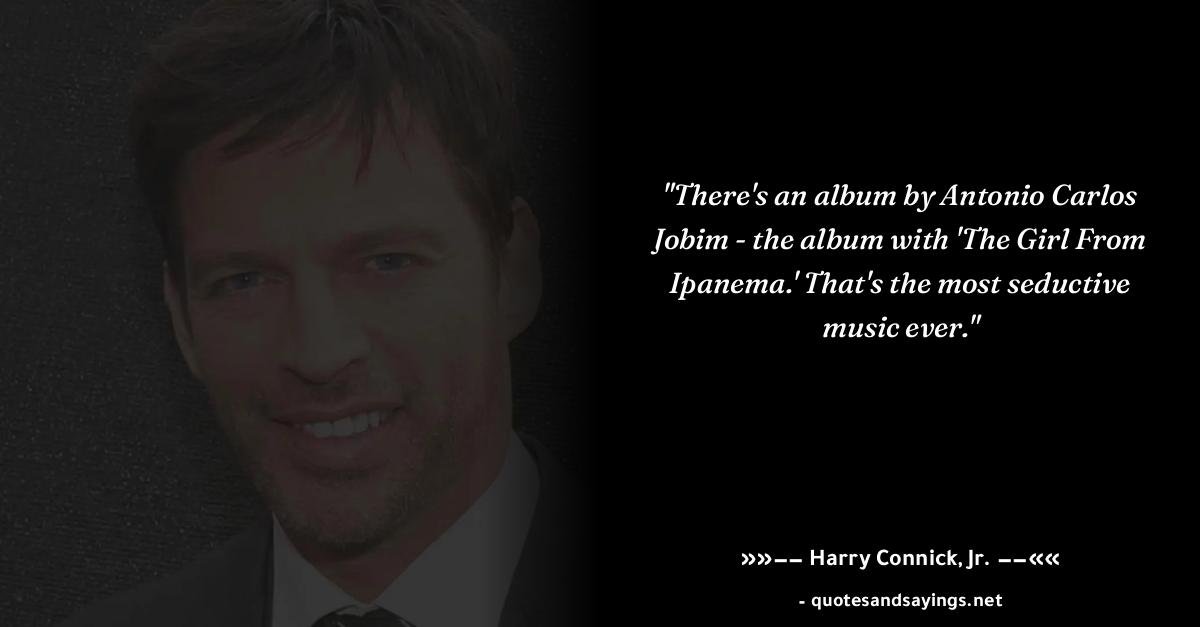 "There's an album by Antonio Carlos
Jobim - the album with 'The Girl From
Ipanema.' That's the most seductive
music ever."
»»−− Harry Connick, Jr. −−««
- quotesandsayings.net